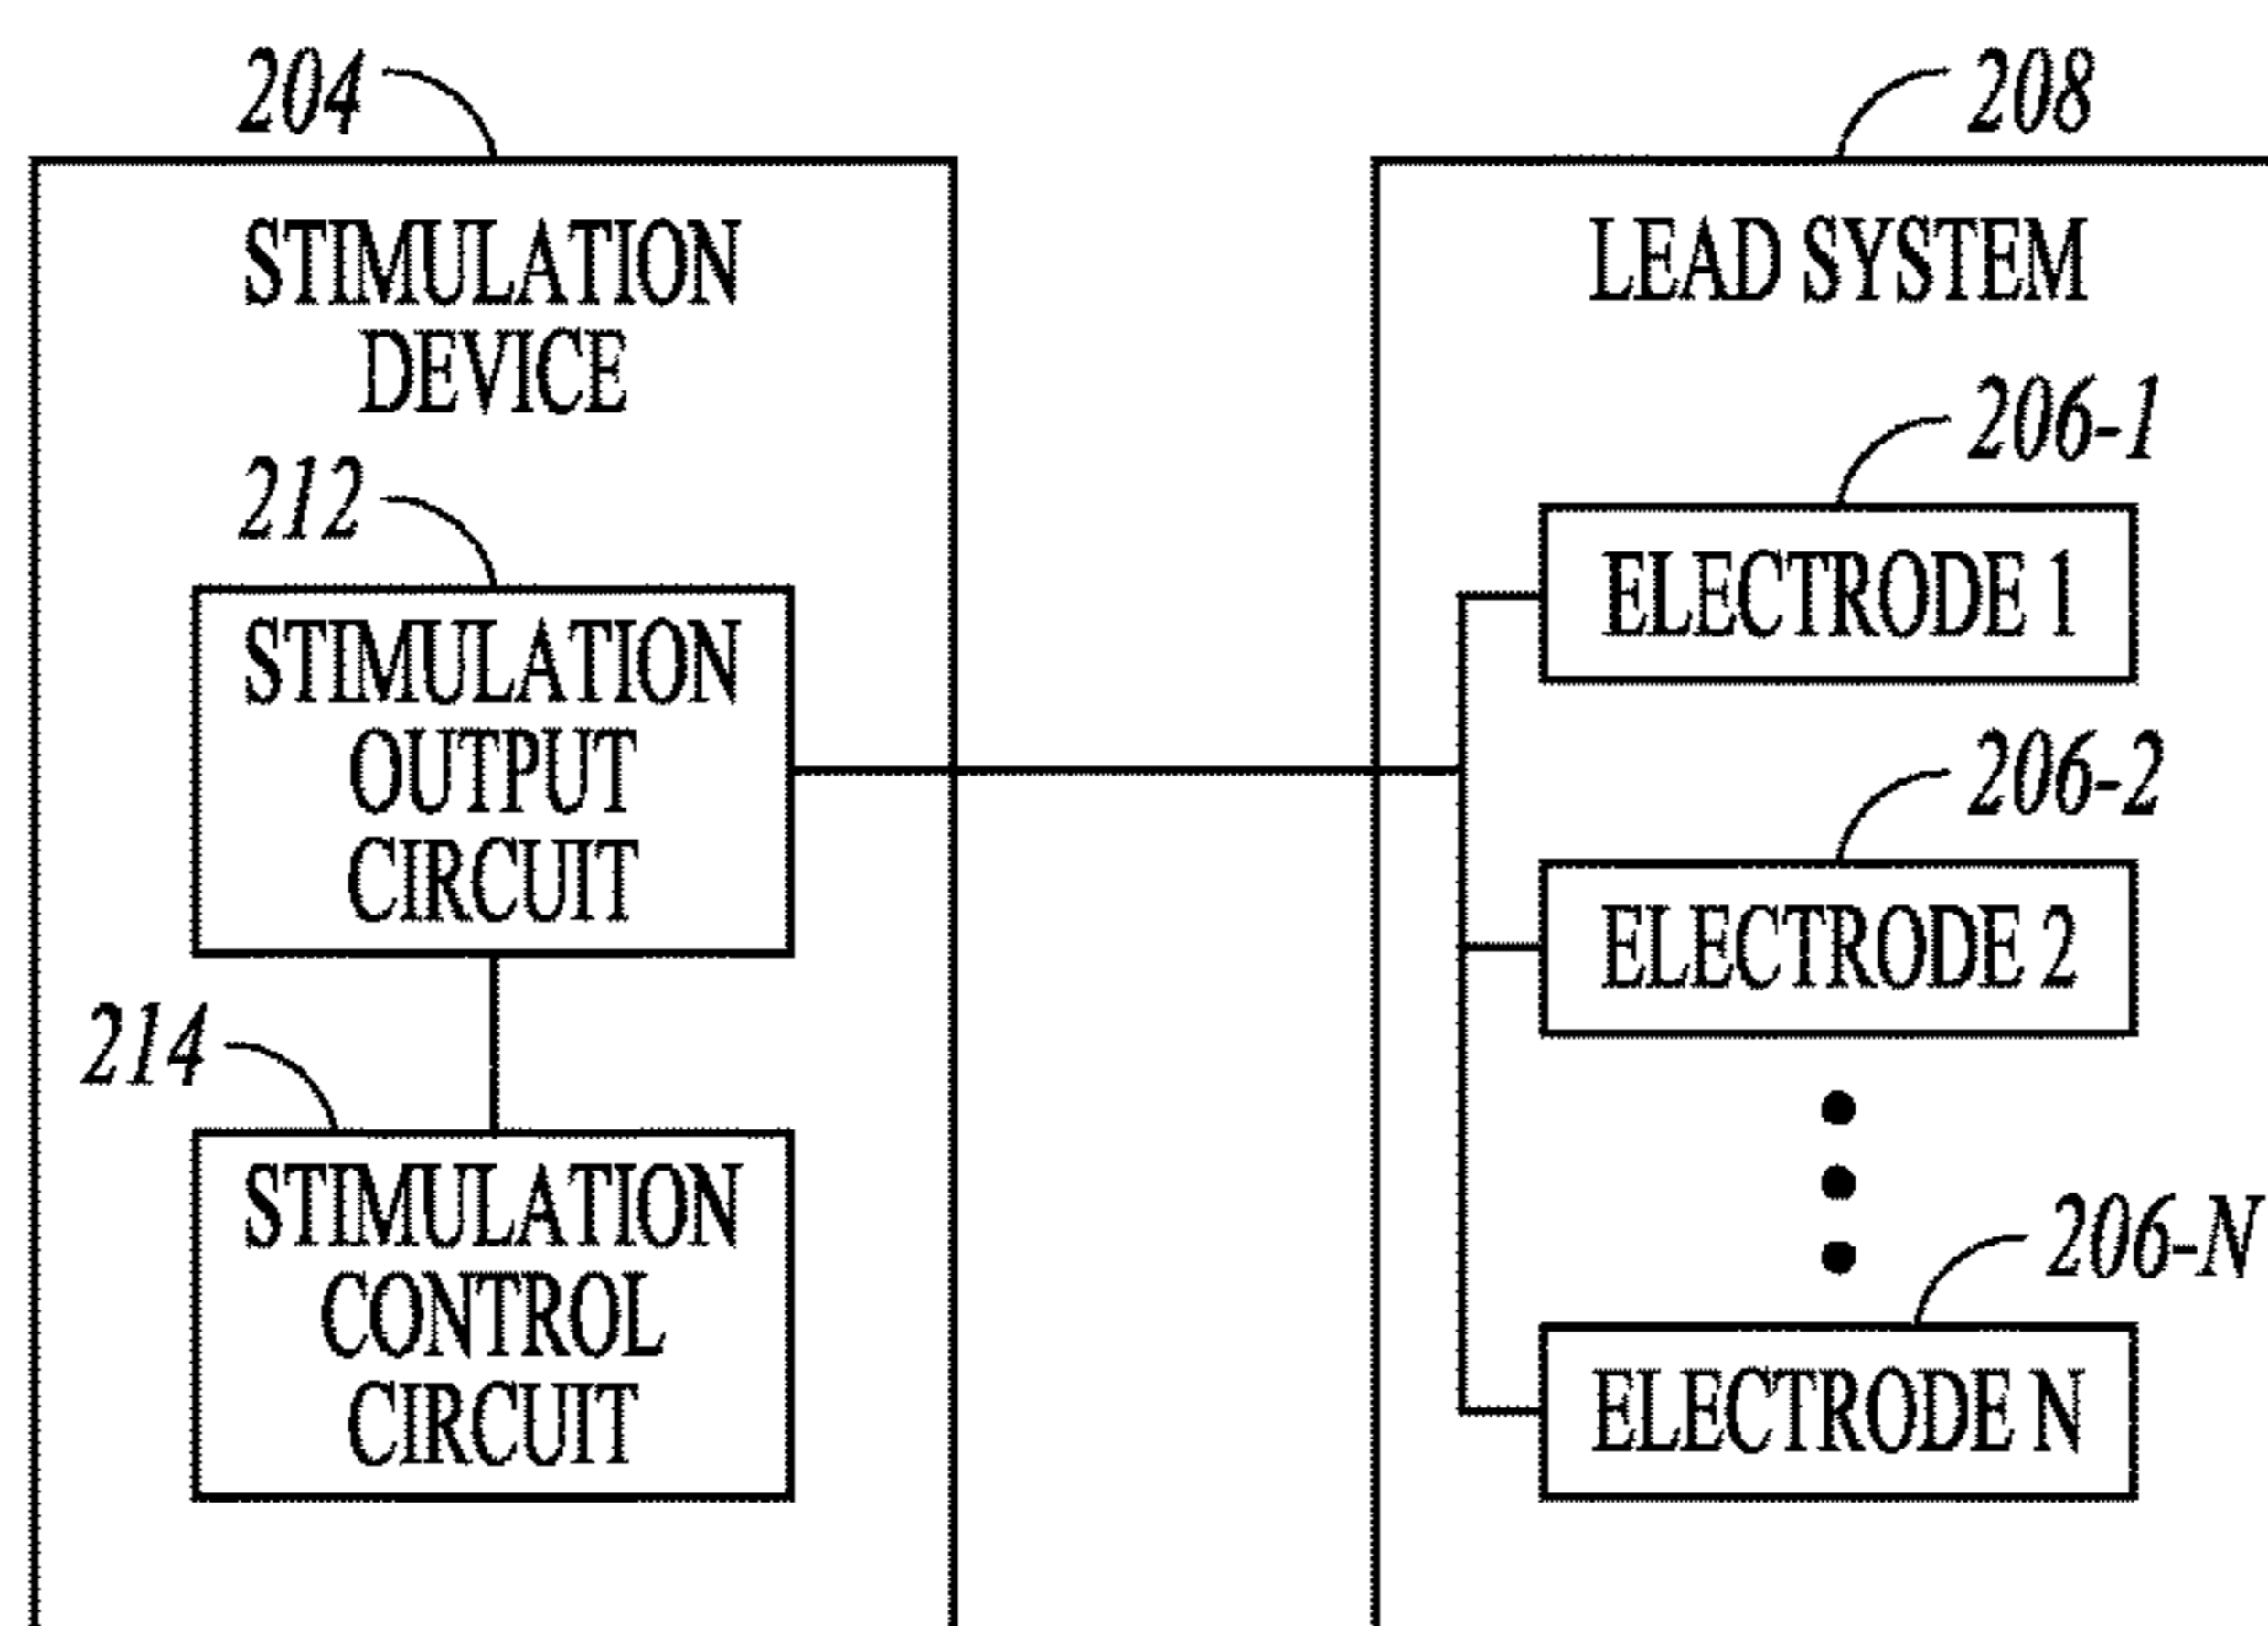 204
STIMULATION
DEVICE
212
STIMULATION
OUTPUT
CIRCUIT
214
STIMULATION
CONTROL
CIRCUIT
208
LEAD SYSTEM
206-1
ELECTRODE 1
206-2
ELECTRODE 2
206-N
ELECTRODE N